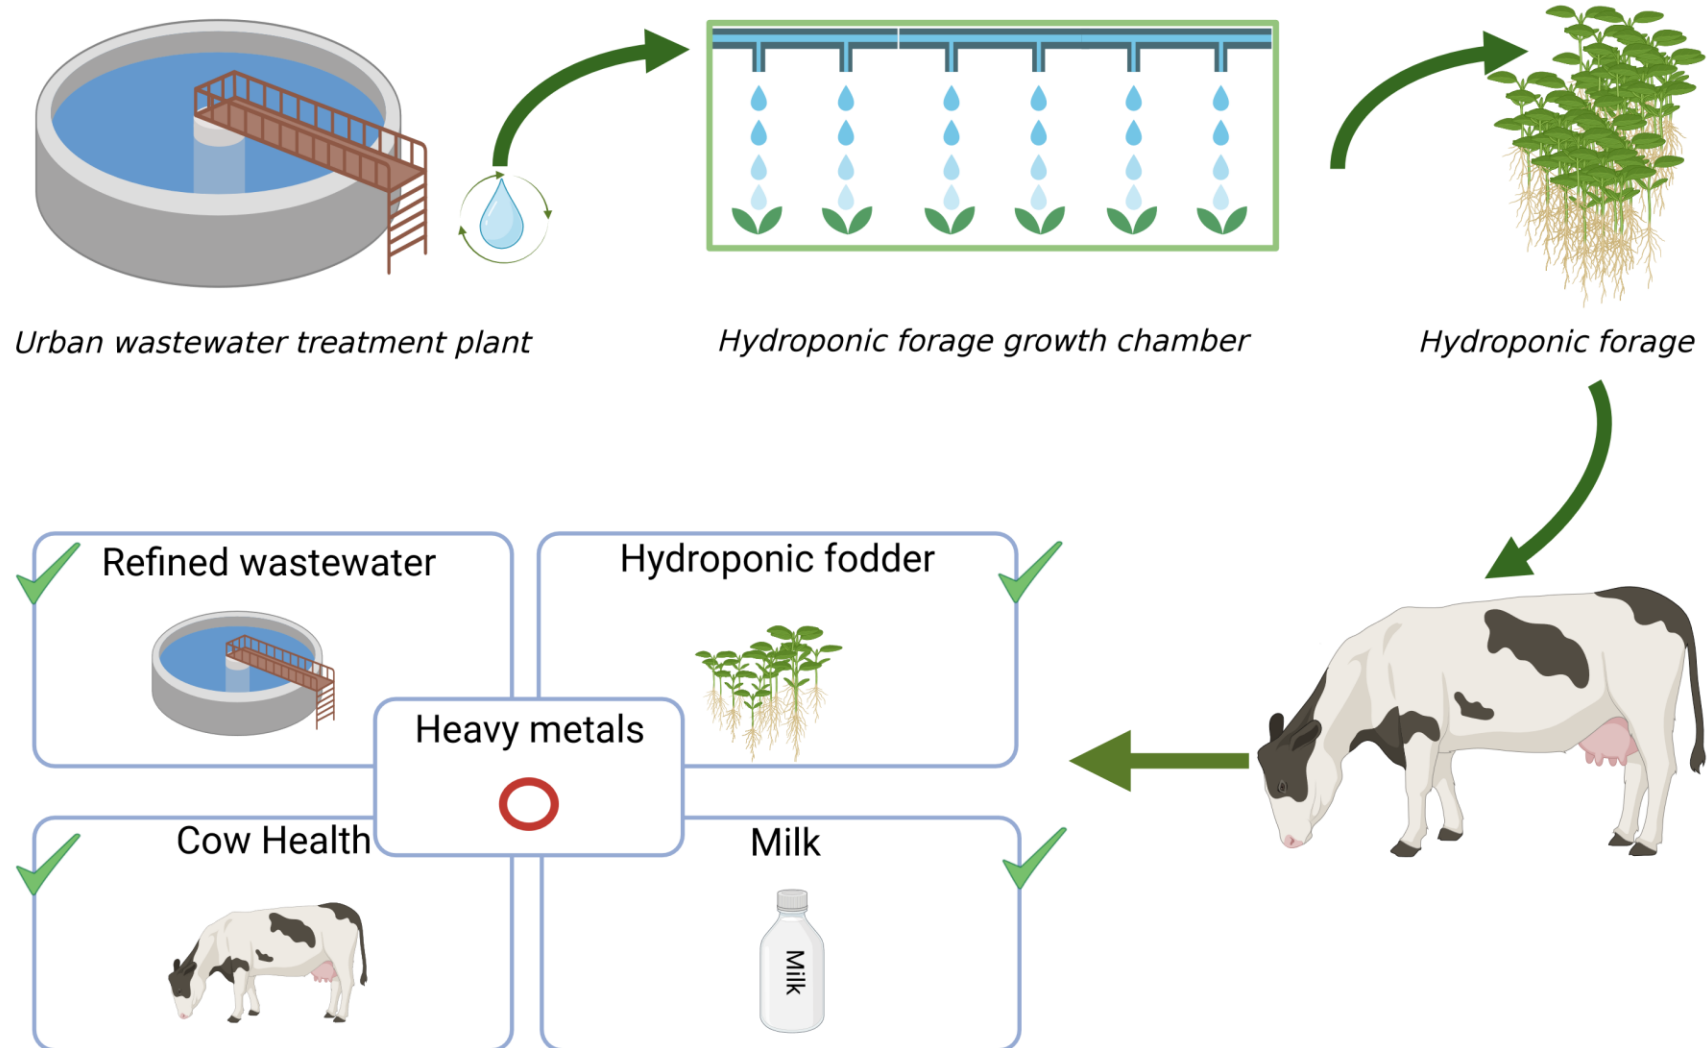 Urban wastewater treatment plant
Hydroponic forage growth chamber
Hydroponic forage
Refined wastewater
Hydroponic fodder
Heavy metals
Cow Health
Milk
Milk